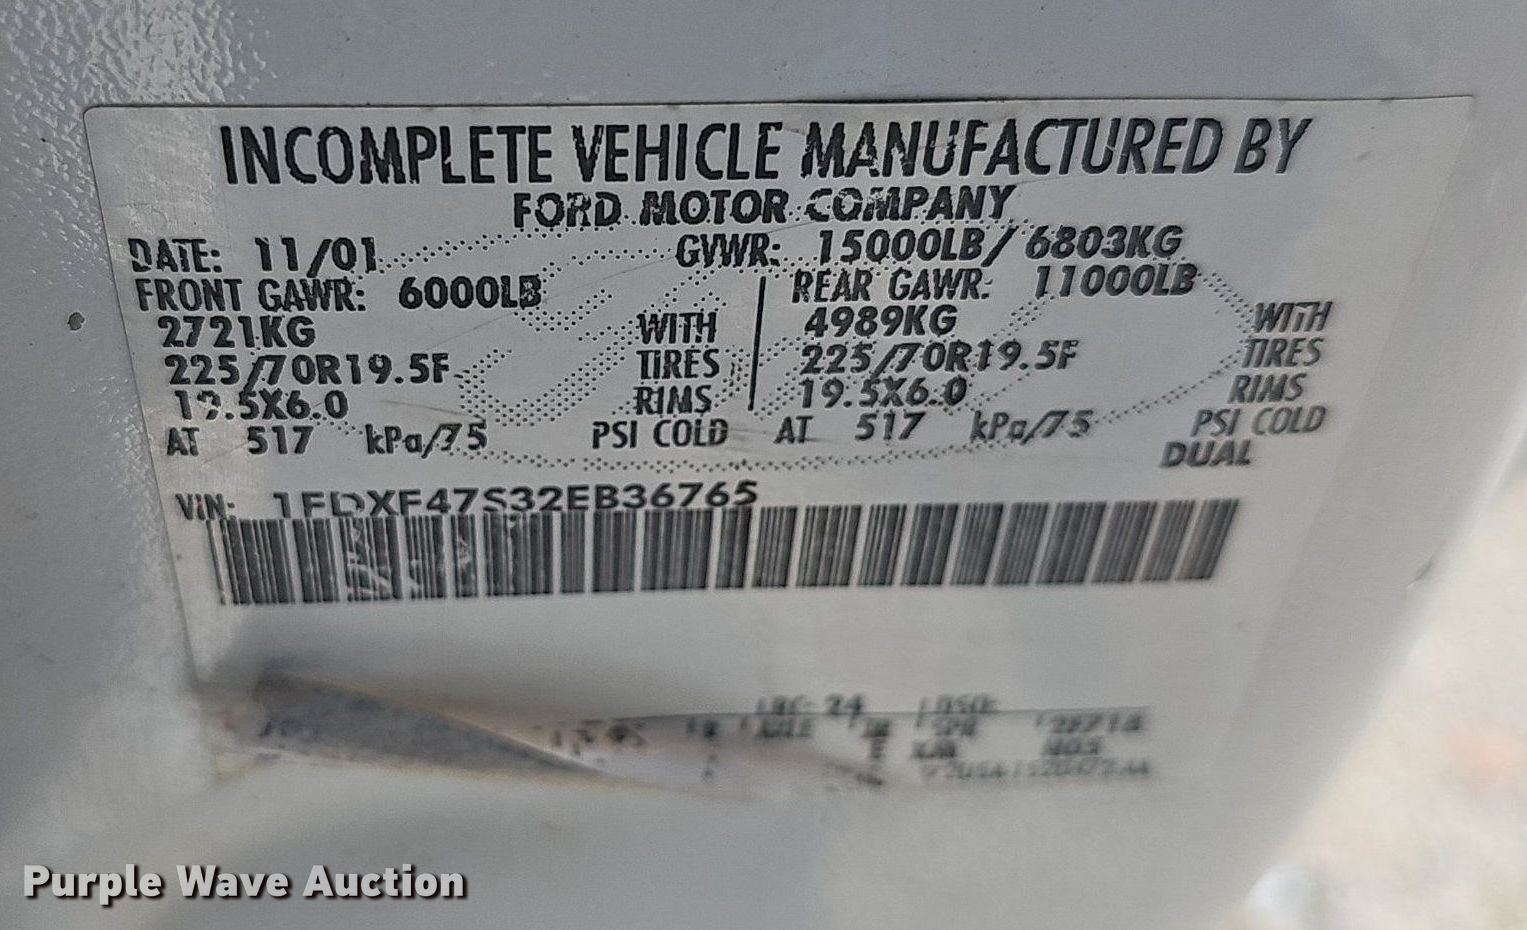 INCOMPLETE VEHICLE MANUFACTURED BY
FORD MOTOR COMPANY
DATE: 11/01 GVWR: 15000LB/ 6803KG
FRONT GAWR: 6000LB REAR GAWR: 11000LB
2721KG WITH 4989KG WITH
225/70R19.5F TIRES 225/70R19.5F TIRES
19.5X6.0 RIMS 19.5X6.0 RIMS
AT 517 kPa/75 PSI COLD AT 517 kPa/75 PSI COLD
DUAL
VIN: 1FDXF47S32EB36765
24
Purple Wave Auction